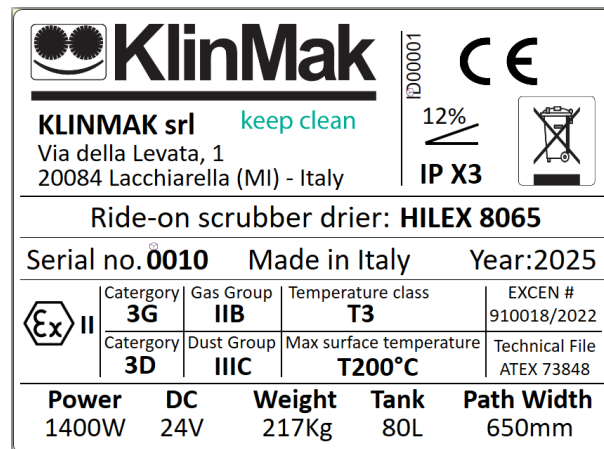 KlinMak
keep clean
KLINMAK srl
Via della Levata, 1
20084 Lacchiarella (MI) - Italy
ID00001
CE
12%
IP X3
Ride-on scrubber drier: HILEX 8065
Serial no. 0010 Made in Italy Year:2025
Ex II
Catergory Gas Group Temperature class EXCEN #
3G IIB T3 910018/2022
Catergory Dust Group Max surface temperature Technical File
3D IIIC T200°C ATEX 73848
Power DC Weight Tank Path Width
1400W 24V 217Kg 80L 650mm